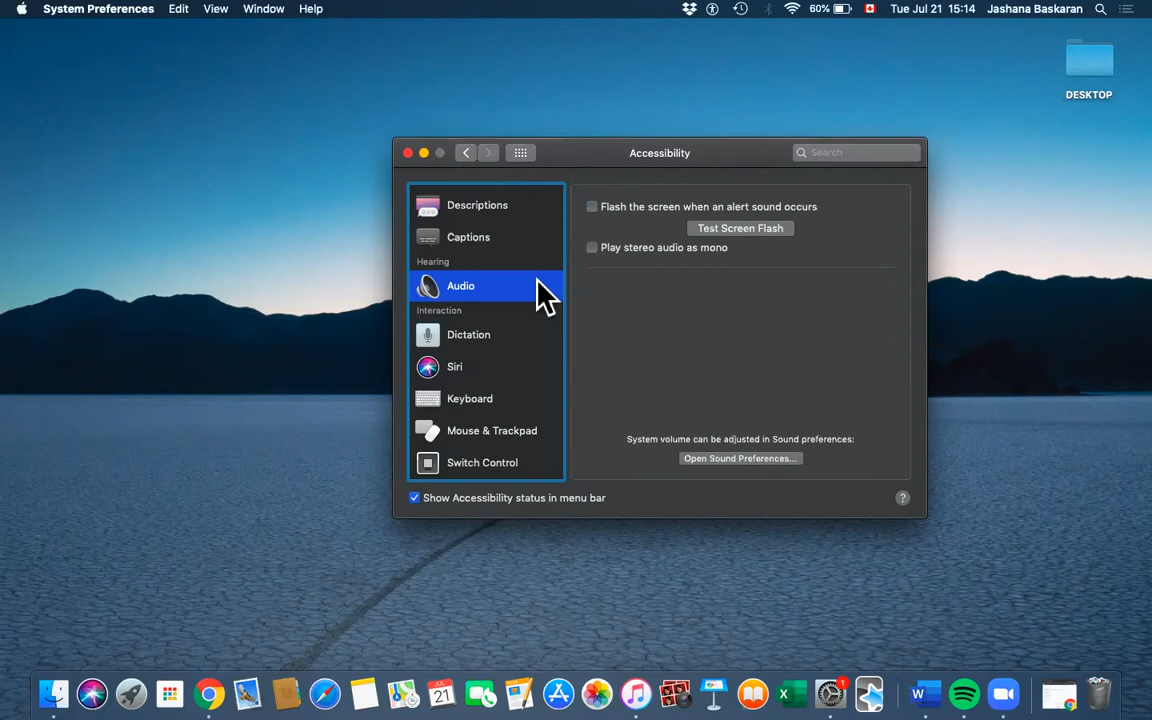 System Preferences Edit View Window Help 60% Tue Jul 21 15:14 Jashana Baskaran
DESKTOP
Accessibility
Search
Descriptions
Captions
Hearing
Audio
Interaction
Dictation
Siri
Keyboard
Mouse & Trackpad
Switch Control
Flash the screen when an alert sound occurs
Test Screen Flash
Play stereo audio as mono
System volume can be adjusted in Sound preferences:
Open Sound Preferences...
Show Accessibility status in menu bar
?
JUL
21
1